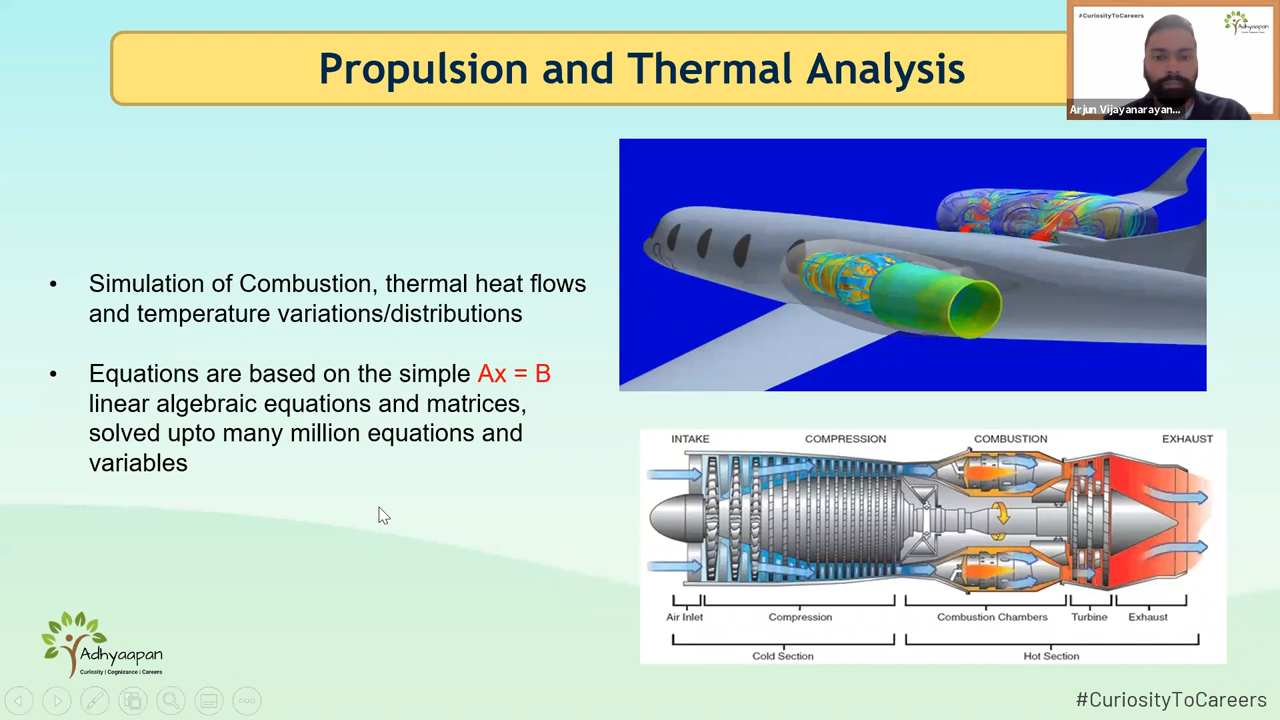 Propulsion and Thermal Analysis
#CuriosityToCareers
Adhyaapan
Arjun Vijayanarayan...
• Simulation of Combustion, thermal heat flows
and temperature variations/distributions
• Equations are based on the simple Ax = B
linear algebraic equations and matrices,
solved upto many million equations and
variables
INTAKE COMPRESSION COMBUSTION EXHAUST
Air Inlet Compression Combustion Chambers Turbine Exhaust
Cold Section Hot Section
Adhyaapan
Curiosity | Cognizance | Careers
#CuriosityToCareers